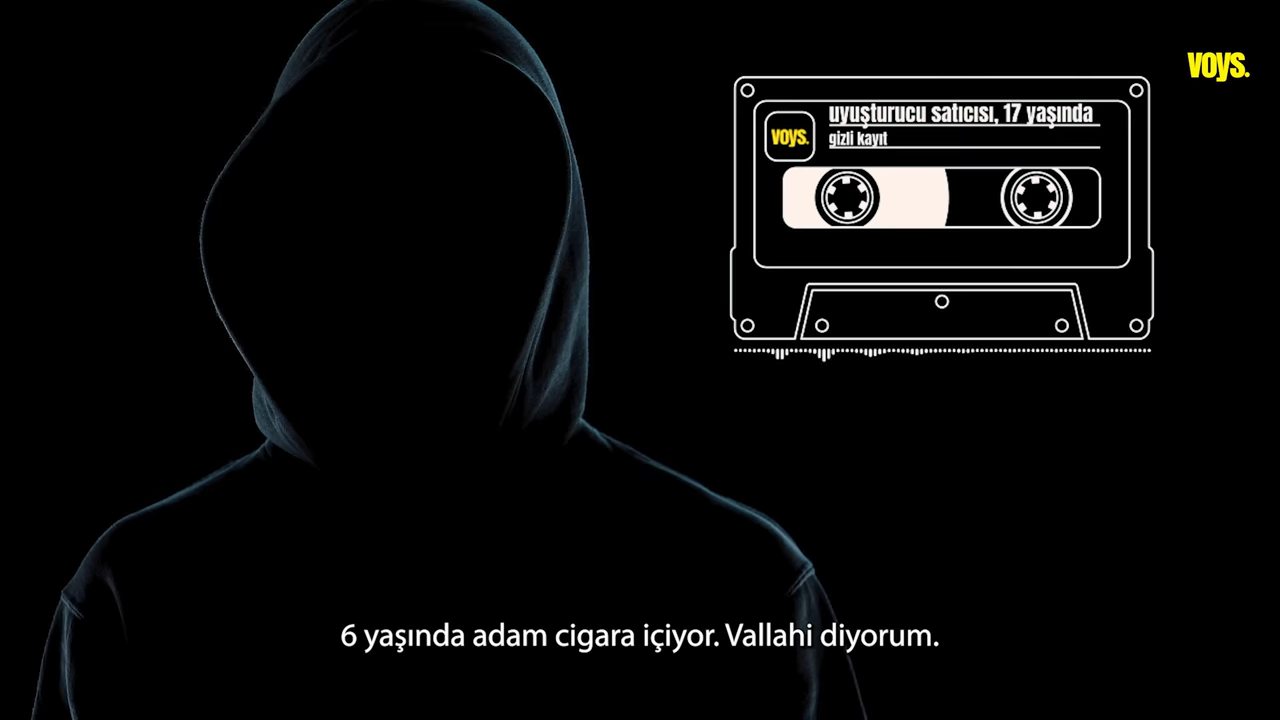 voys.
uyuşturucu satıcısı, 17 yaşında
voys.
gizli kayıt
6 yaşında adam cigara içiyor. Vallahi diyorum.